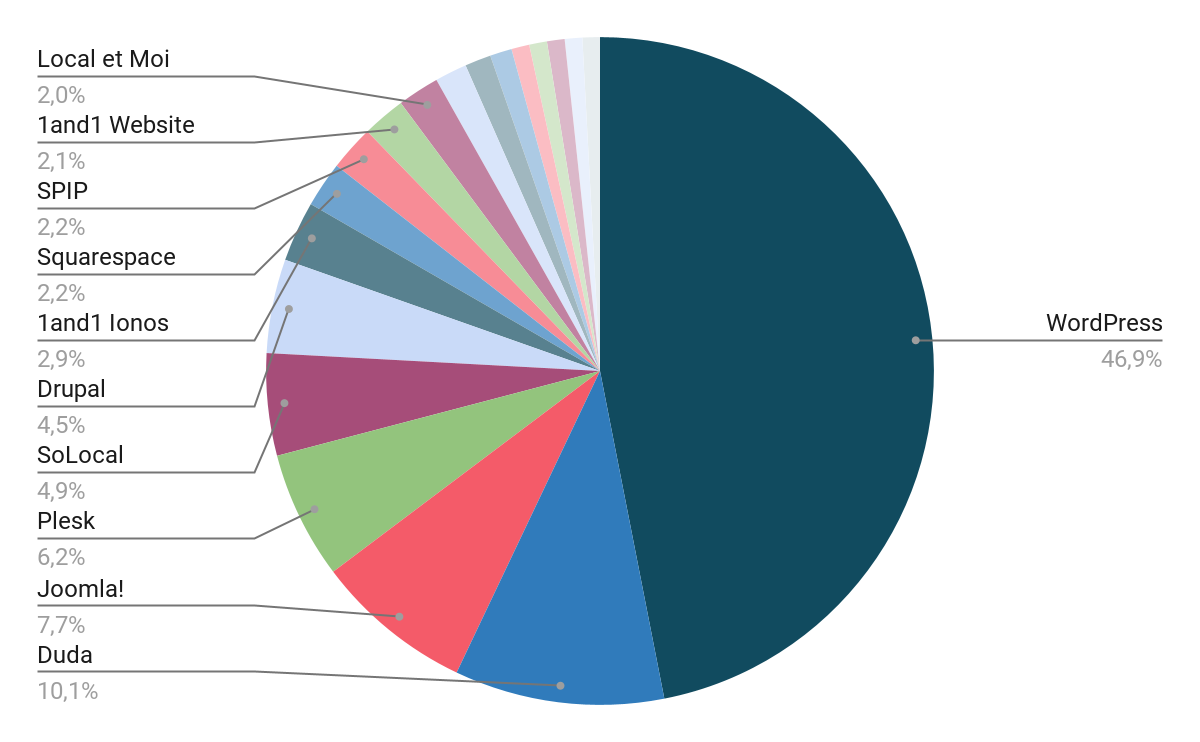 Local et Moi
2,0%
1and1 Website
2,1%
SPIP
2,2%
Squarespace
2,2%
1and1 Ionos
2,9%
Drupal
4,5%
SoLocal
4,9%
Plesk
6,2%
Joomla!
7,7%
Duda
10,1%
WordPress
46,9%